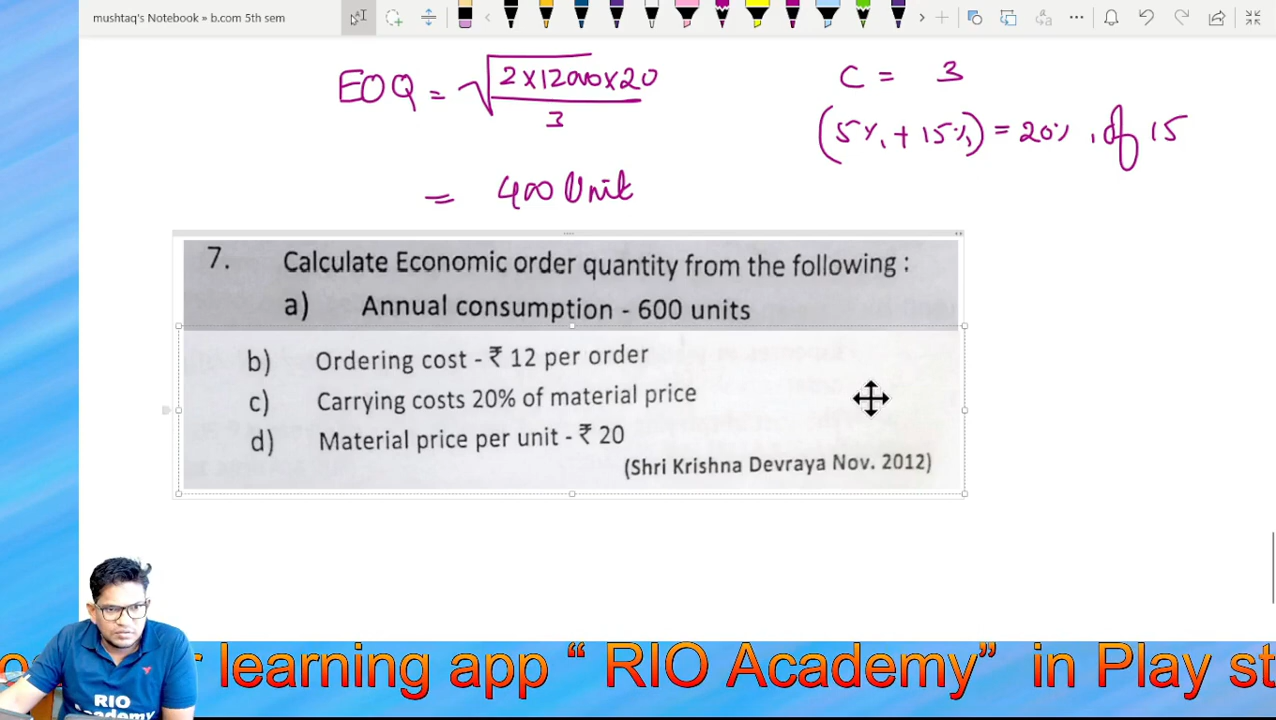 mushtaq's Notebook » b.com 5th sem
EOQ = √2×12000×20
3
= 400 Unit
C = 3
(5% + 15%) = 20% of 15
7. Calculate Economic order quantity from the following :
a) Annual consumption - 600 units
b) Ordering cost - ₹ 12 per order
c) Carrying costs 20% of material price
d) Material price per unit - ₹ 20
(Shri Krishna Devraya Nov. 2012)
RIO
Academy
r learning app “ RIO Academy” in Play st